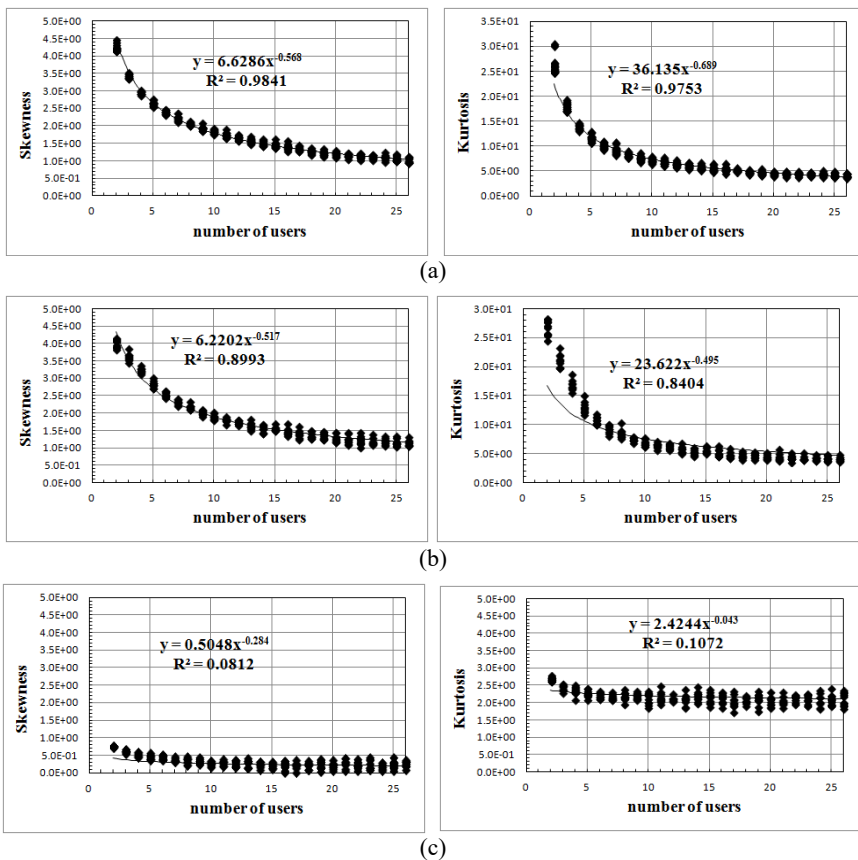 5.0E+00
4.5E+00
4.0E+00
3.5E+00
3.0E+00
2.5E+00
2.0E+00
1.5E+00
1.0E+00
5.0E-01
0.0E+00
Skewness
y = 6.6286x^-0.568
R² = 0.9841
0 5 10 15 20 25
number of users
3.5E+01
3.0E+01
2.5E+01
2.0E+01
1.5E+01
1.0E+01
5.0E+00
0.0E+00
Kurtosis
y = 36.135x^-0.689
R² = 0.9753
0 5 10 15 20 25
number of users
(a)
5.0E+00
4.5E+00
4.0E+00
3.5E+00
3.0E+00
2.5E+00
2.0E+00
1.5E+00
1.0E+00
5.0E-01
0.0E+00
Skewness
y = 6.2202x^-0.517
R² = 0.8993
0 5 10 15 20 25
number of users
3.0E+01
2.5E+01
2.0E+01
1.5E+01
1.0E+01
5.0E+00
0.0E+00
Kurtosis
y = 23.622x^-0.495
R² = 0.8404
0 5 10 15 20 25
number of users
(b)
5.0E+00
4.5E+00
4.0E+00
3.5E+00
3.0E+00
2.5E+00
2.0E+00
1.5E+00
1.0E+00
5.0E-01
0.0E+00
Skewness
y = 0.5048x^-0.284
R² = 0.0812
0 5 10 15 20 25
number of users
5.0E+00
4.5E+00
4.0E+00
3.5E+00
3.0E+00
2.5E+00
2.0E+00
1.5E+00
1.0E+00
5.0E-01
0.0E+00
Kurtosis
y = 2.4244x^-0.043
R² = 0.1072
0 5 10 15 20 25
number of users
(c)